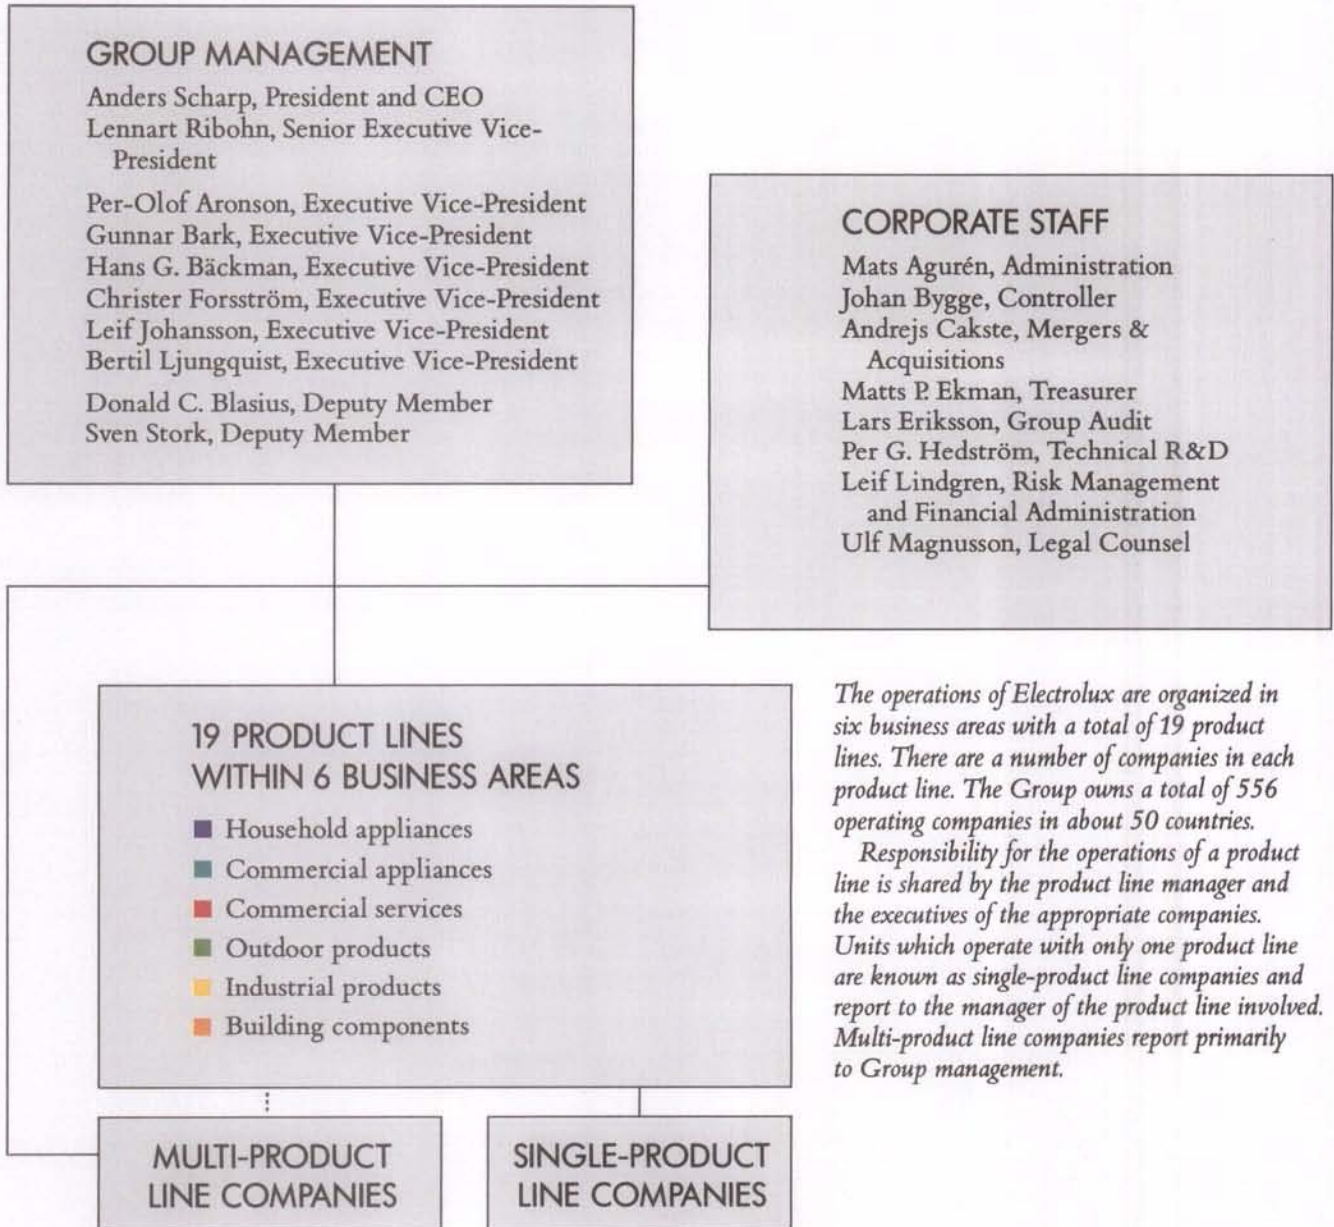 GROUP MANAGEMENT
Anders Scharp, President and CEO
Lennart Ribohn, Senior Executive Vice-
President
Per-Olof Aronson, Executive Vice-President
Gunnar Bark, Executive Vice-President
Hans G. Bäckman, Executive Vice-President
Christer Forsström, Executive Vice-President
Leif Johansson, Executive Vice-President
Bertil Ljungquist, Executive Vice-President
Donald C. Blasius, Deputy Member
Sven Stork, Deputy Member
CORPORATE STAFF
Mats Agurén, Administration
Johan Bygge, Controller
Andrejs Cakste, Mergers &
Acquisitions
Matts P. Ekman, Treasurer
Lars Eriksson, Group Audit
Per G. Hedström, Technical R&D
Leif Lindgren, Risk Management
and Financial Administration
Ulf Magnusson, Legal Counsel
19 PRODUCT LINES
WITHIN 6 BUSINESS AREAS
Household appliances
Commercial appliances
Commercial services
Outdoor products
Industrial products
Building components
The operations of Electrolux are organized in
six business areas with a total of 19 product
lines. There are a number of companies in each
product line. The Group owns a total of 556
operating companies in about 50 countries.
Responsibility for the operations of a product
line is shared by the product line manager and
the executives of the appropriate companies.
Units which operate with only one product line
are known as single-product line companies and
report to the manager of the product line involved.
Multi-product line companies report primarily
to Group management.
MULTI-PRODUCT
LINE COMPANIES
SINGLE-PRODUCT
LINE COMPANIES